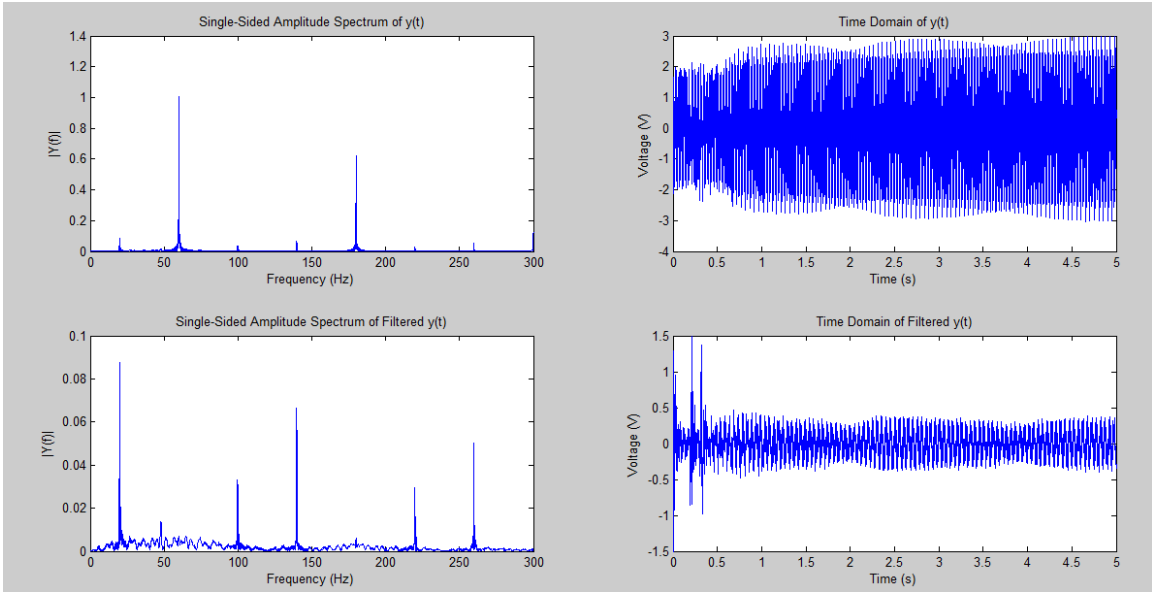 Single-Sided Amplitude Spectrum of y(t)
1.4
1.2
1
0.8
0.6
0.4
0.2
0
|Y(f)|
0 50 100 150 200 250 300
Frequency (Hz)
Time Domain of y(t)
3
2
1
0
-1
-2
-3
-4
Voltage (V)
0 0.5 1 1.5 2 2.5 3 3.5 4 4.5 5
Time (s)
Single-Sided Amplitude Spectrum of Filtered y(t)
0.1
0.08
0.06
0.04
0.02
0
|Y(f)|
0 50 100 150 200 250 300
Frequency (Hz)
Time Domain of Filtered y(t)
1.5
1
0.5
0
-0.5
-1
-1.5
Voltage (V)
0 0.5 1 1.5 2 2.5 3 3.5 4 4.5 5
Time (s)